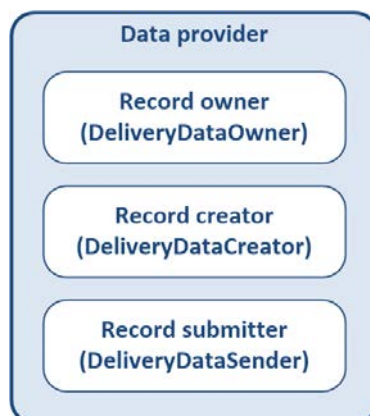 Data provider
Record owner
(DeliveryDataOwner)
Record creator
(DeliveryDataCreator)
Record submitter
(DeliveryDataSender)